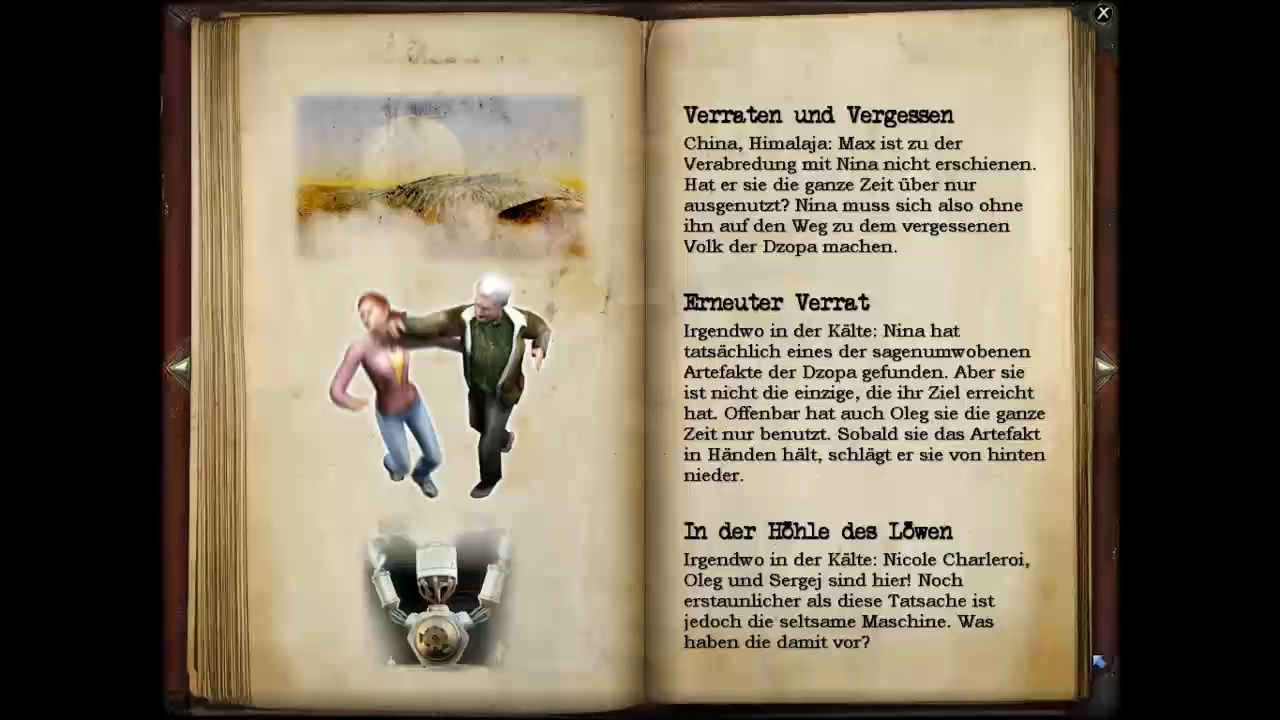 Verraten und Vergessen
China, Himalaja: Max ist zu der
Verabredung mit Nina nicht erschienen.
Hat er sie die ganze Zeit über nur
ausgenutzt? Nina muss sich also ohne
ihn auf den Weg zu dem vergessenen
Volk der Dzopa machen.
Erneuter Verrat
Irgendwo in der Kälte: Nina hat
tatsächlich eines der sagenumwobenen
Artefakte der Dzopa gefunden. Aber sie
ist nicht die einzige, die ihr Ziel erreicht
hat. Offenbar hat auch Oleg sie die ganze
Zeit nur benutzt. Sobald sie das Artefakt
in Händen hält, schlägt er sie von hinten
nieder.
In der Höhle des Löwen
Irgendwo in der Kälte: Nicole Charleroi,
Oleg und Sergej sind hier! Noch
erstaunlicher als diese Tatsache ist
jedoch die seltsame Maschine. Was
haben die damit vor?